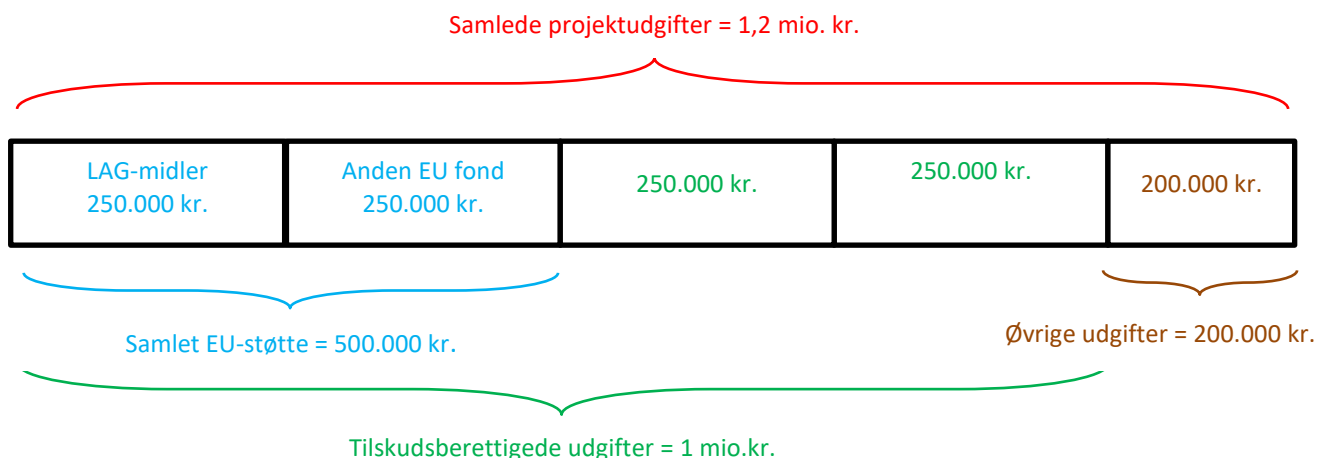 Samlede projektudgifter = 1,2 mio. kr.
LAG-midler
250.000 kr.
Anden EU fond
250.000 kr.
250.000 kr.
250.000 kr.
200.000 kr.
Samlet EU-støtte = 500.000 kr.
Øvrige udgifter = 200.000 kr.
Tilskudsberettigede udgifter = 1 mio.kr.